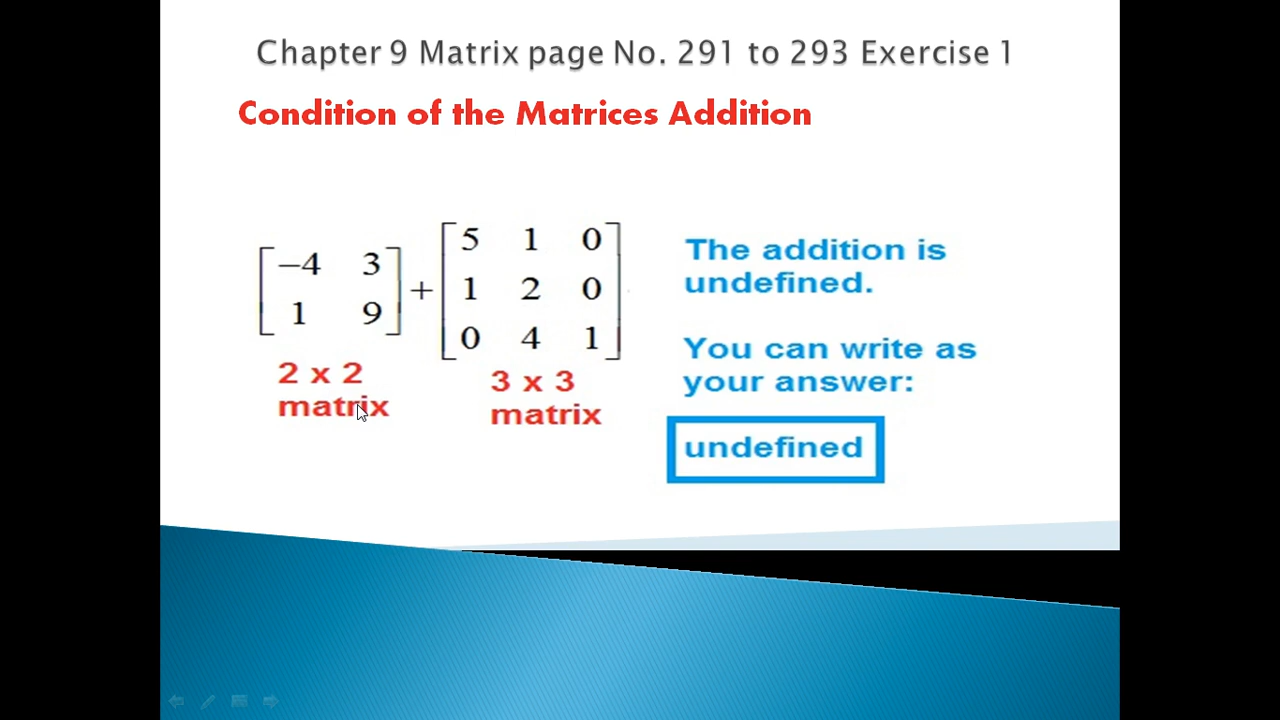 Chapter 9 Matrix page No. 291 to 293 Exercise 1
Condition of the Matrices Addition
[−4 3
1 9]
+
[5 1 0
1 2 0
0 4 1]
2 x 2
matrix
3 x 3
matrix
The addition is
undefined.
You can write as
your answer:
undefined